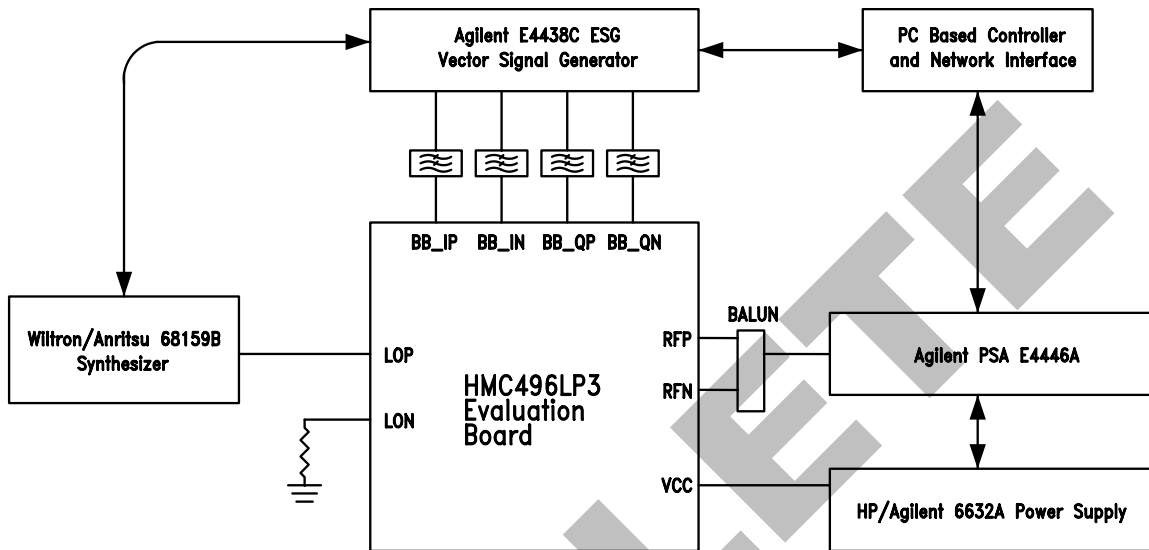 Agilent E4438C ESG
Vector Signal Generator
PC Based Controller
and Network Interface
BB_IP BB_IN BB_QP BB_QN
Wiltron/Anritsu 68159B
Synthesizer
BALUN
LOP
LON
HMC496LP3
Evaluation
Board
RFP
RFN
VCC
Agilent PSA E4446A
HP/Agilent 6632A Power Supply
LETE